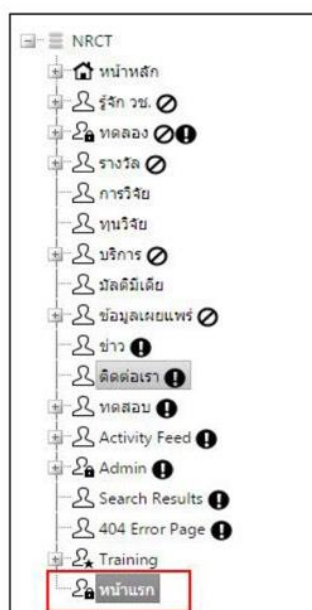 NRCT
หน้าหลัก
รู้จัก วช.
ทดลอง
รางวัล
การวิจัย
ทุนวิจัย
บริการ
มัลติมีเดีย
ข้อมูลเผยแพร่
ข่าว
ติดต่อเรา
ทดสอบ
Activity Feed
Admin
Search Results
404 Error Page
Training
หน้าแรก